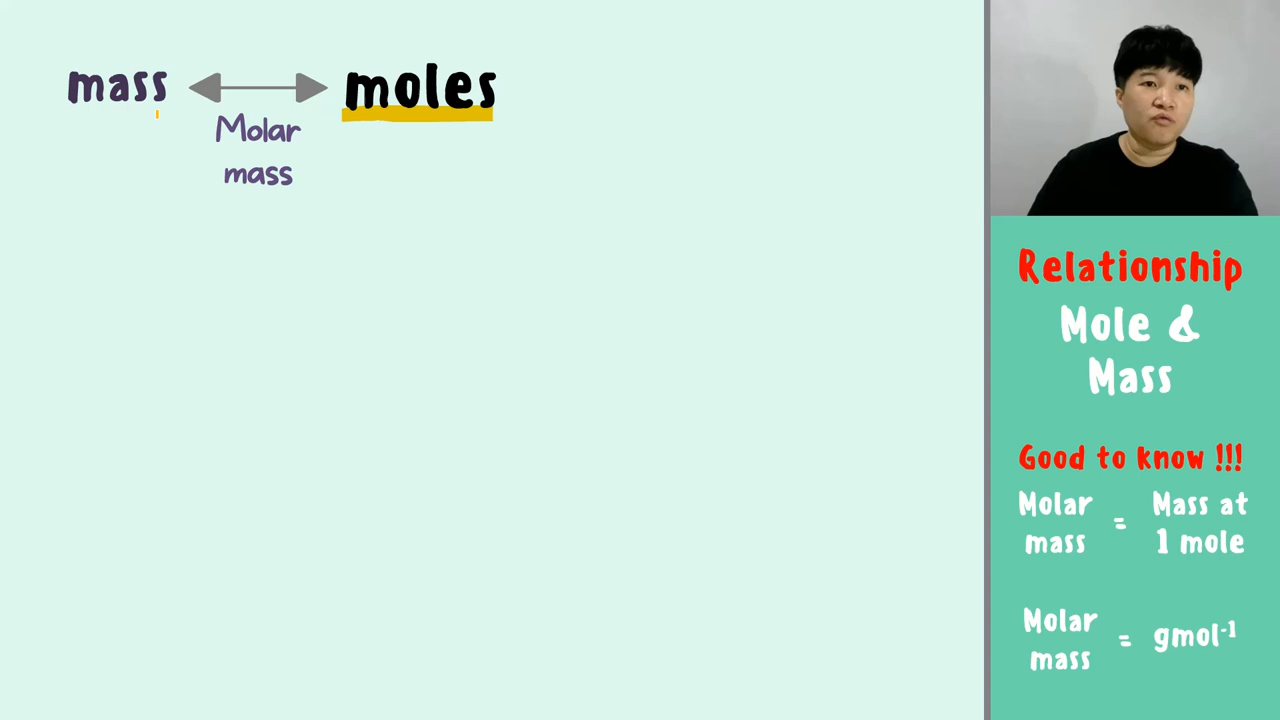 mass moles
Molar
mass
Relationship
Mole &
Mass
Good to know !!!
Molar mass = Mass at 1 mole
Molar mass = gmol⁻¹